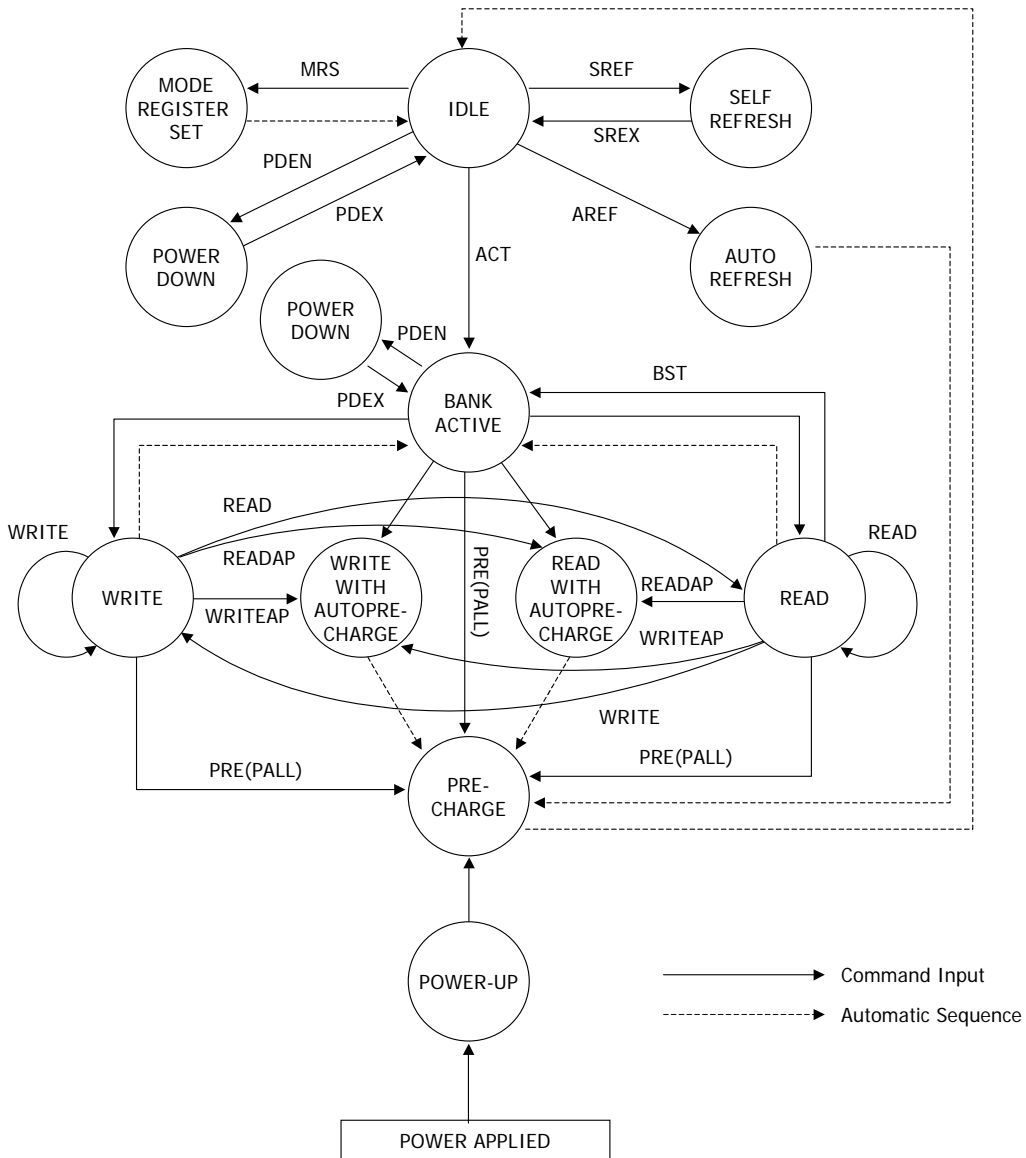 MRS
SREF
MODE
REGISTER
SET
IDLE
SELF
REFRESH
SREX
PDEN
PDEX
AREF
POWER
DOWN
ACT
AUTO
REFRESH
POWER
DOWN
PDEN
PDEX
BANK
ACTIVE
BST
WRITE
READ
READAP
READ
WRITE
WRITEAP
WRITE
WITH
AUTOPRE-
CHARGE
PRE(PALL)
READ
WITH
AUTOPRE-
CHARGE
READAP
WRITEAP
READ
WRITE
PRE(PALL)
PRE(PALL)
PRE-
CHARGE
POWER-UP
Command Input
Automatic Sequence
POWER APPLIED